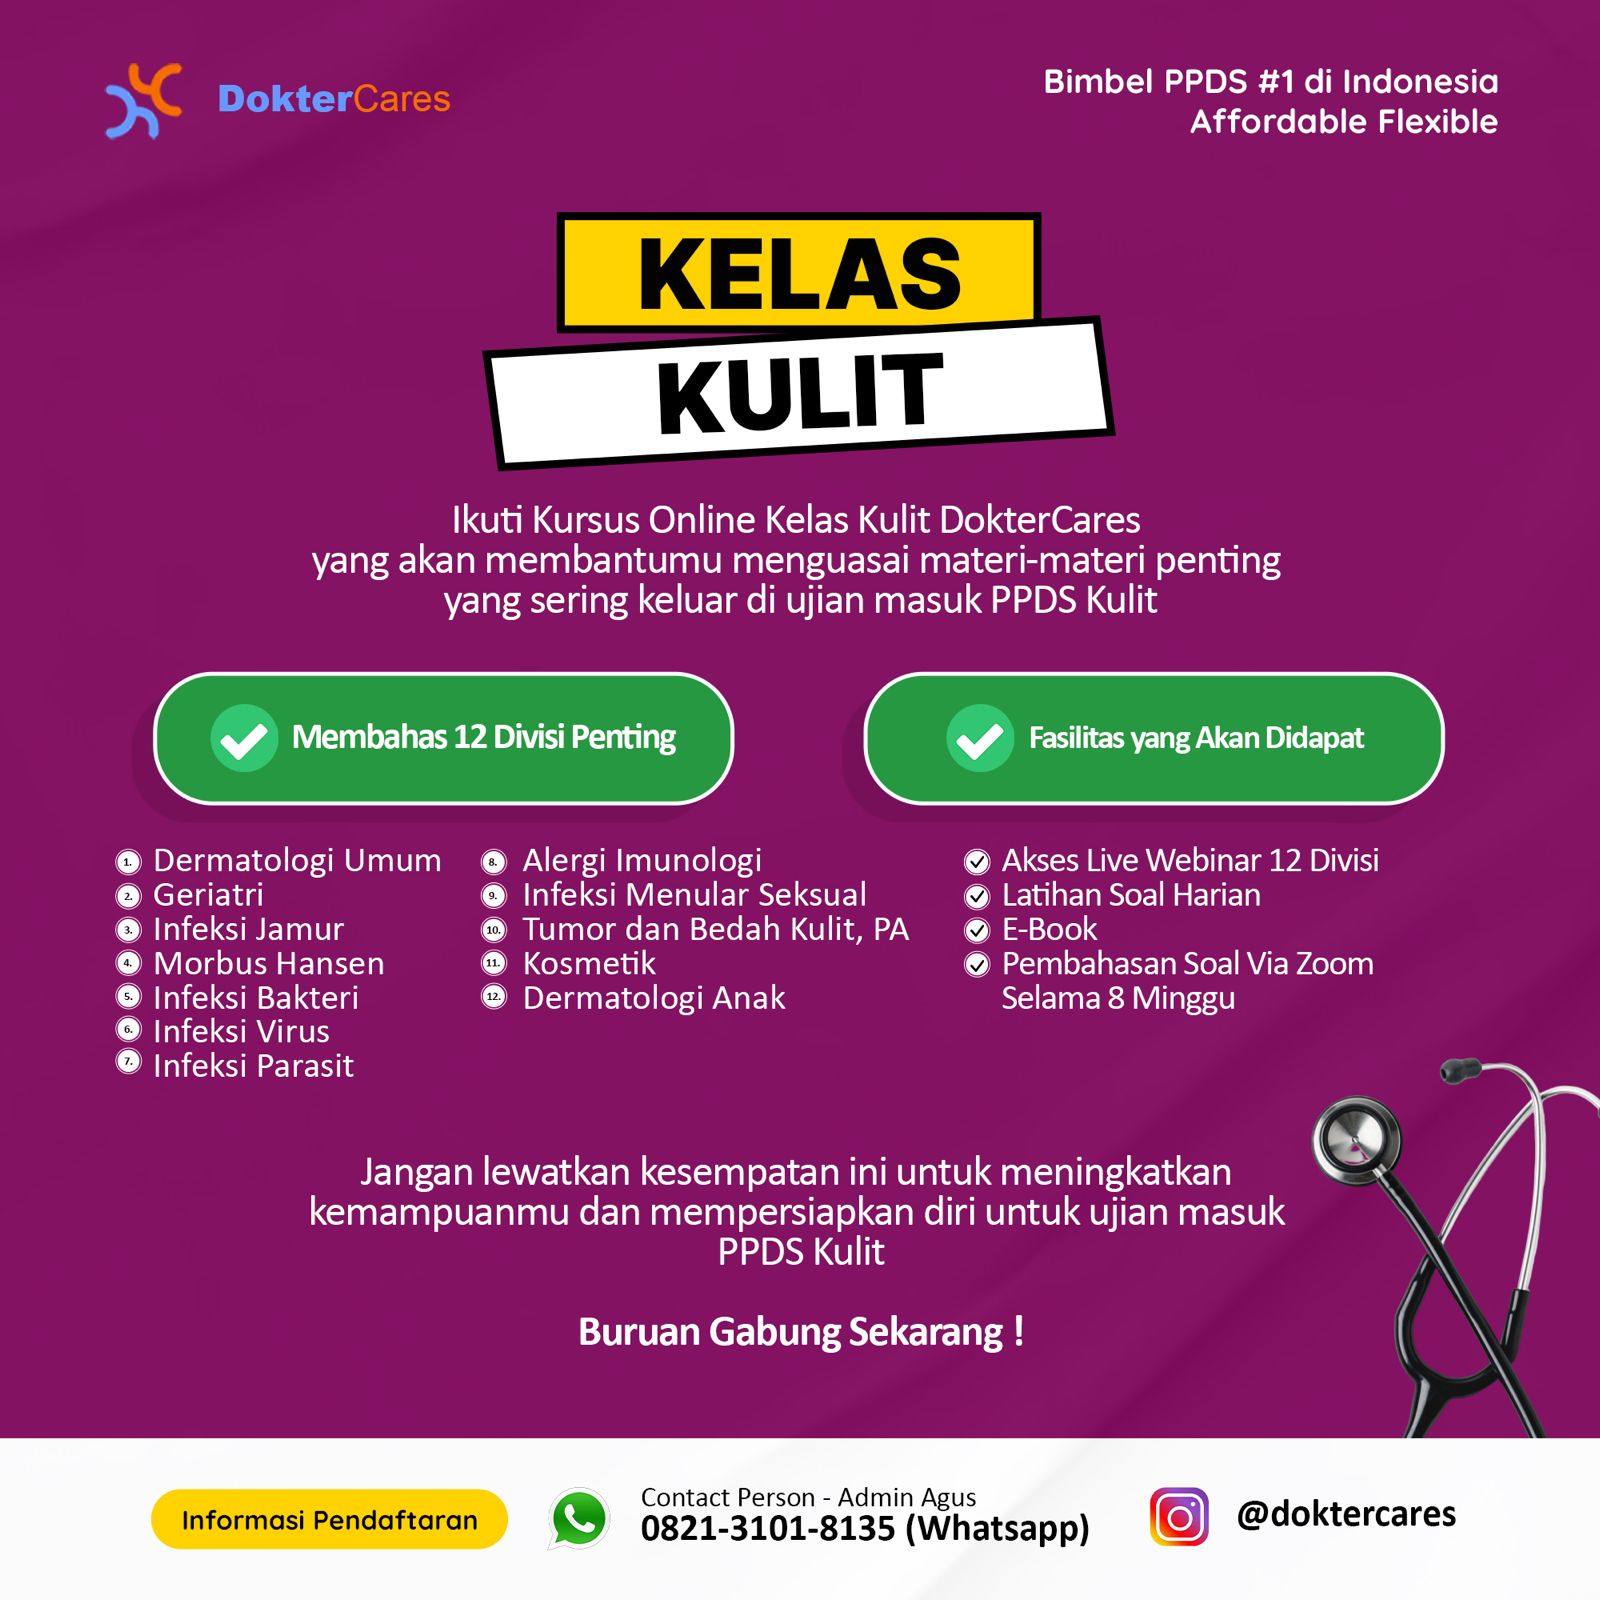 DokterCares
Bimbel PPDS #1 di Indonesia
Affordable Flexible
KELAS
KULIT
Ikuti Kursus Online Kelas Kulit DokterCares
yang akan membantumu menguasai materi-materi penting
yang sering keluar di ujian masuk PPDS Kulit
Membahas 12 Divisi Penting
1. Dermatologi Umum
2. Geriatri
3. Infeksi Jamur
4. Morbus Hansen
5. Infeksi Bakteri
6. Infeksi Virus
7. Infeksi Parasit
8. Alergi Imunologi
9. Infeksi Menular Seksual
10. Tumor dan Bedah Kulit, PA
11. Kosmetik
12. Dermatologi Anak
Fasilitas yang Akan Didapat
Akses Live Webinar 12 Divisi
Latihan Soal Harian
E-Book
Pembahasan Soal Via Zoom
Selama 8 Minggu
Jangan lewatkan kesempatan ini untuk meningkatkan
kemampuanmu dan mempersiapkan diri untuk ujian masuk
PPDS Kulit
Buruan Gabung Sekarang !
Informasi Pendaftaran
Contact Person - Admin Agus
0821-3101-8135 (Whatsapp)
@doktercares